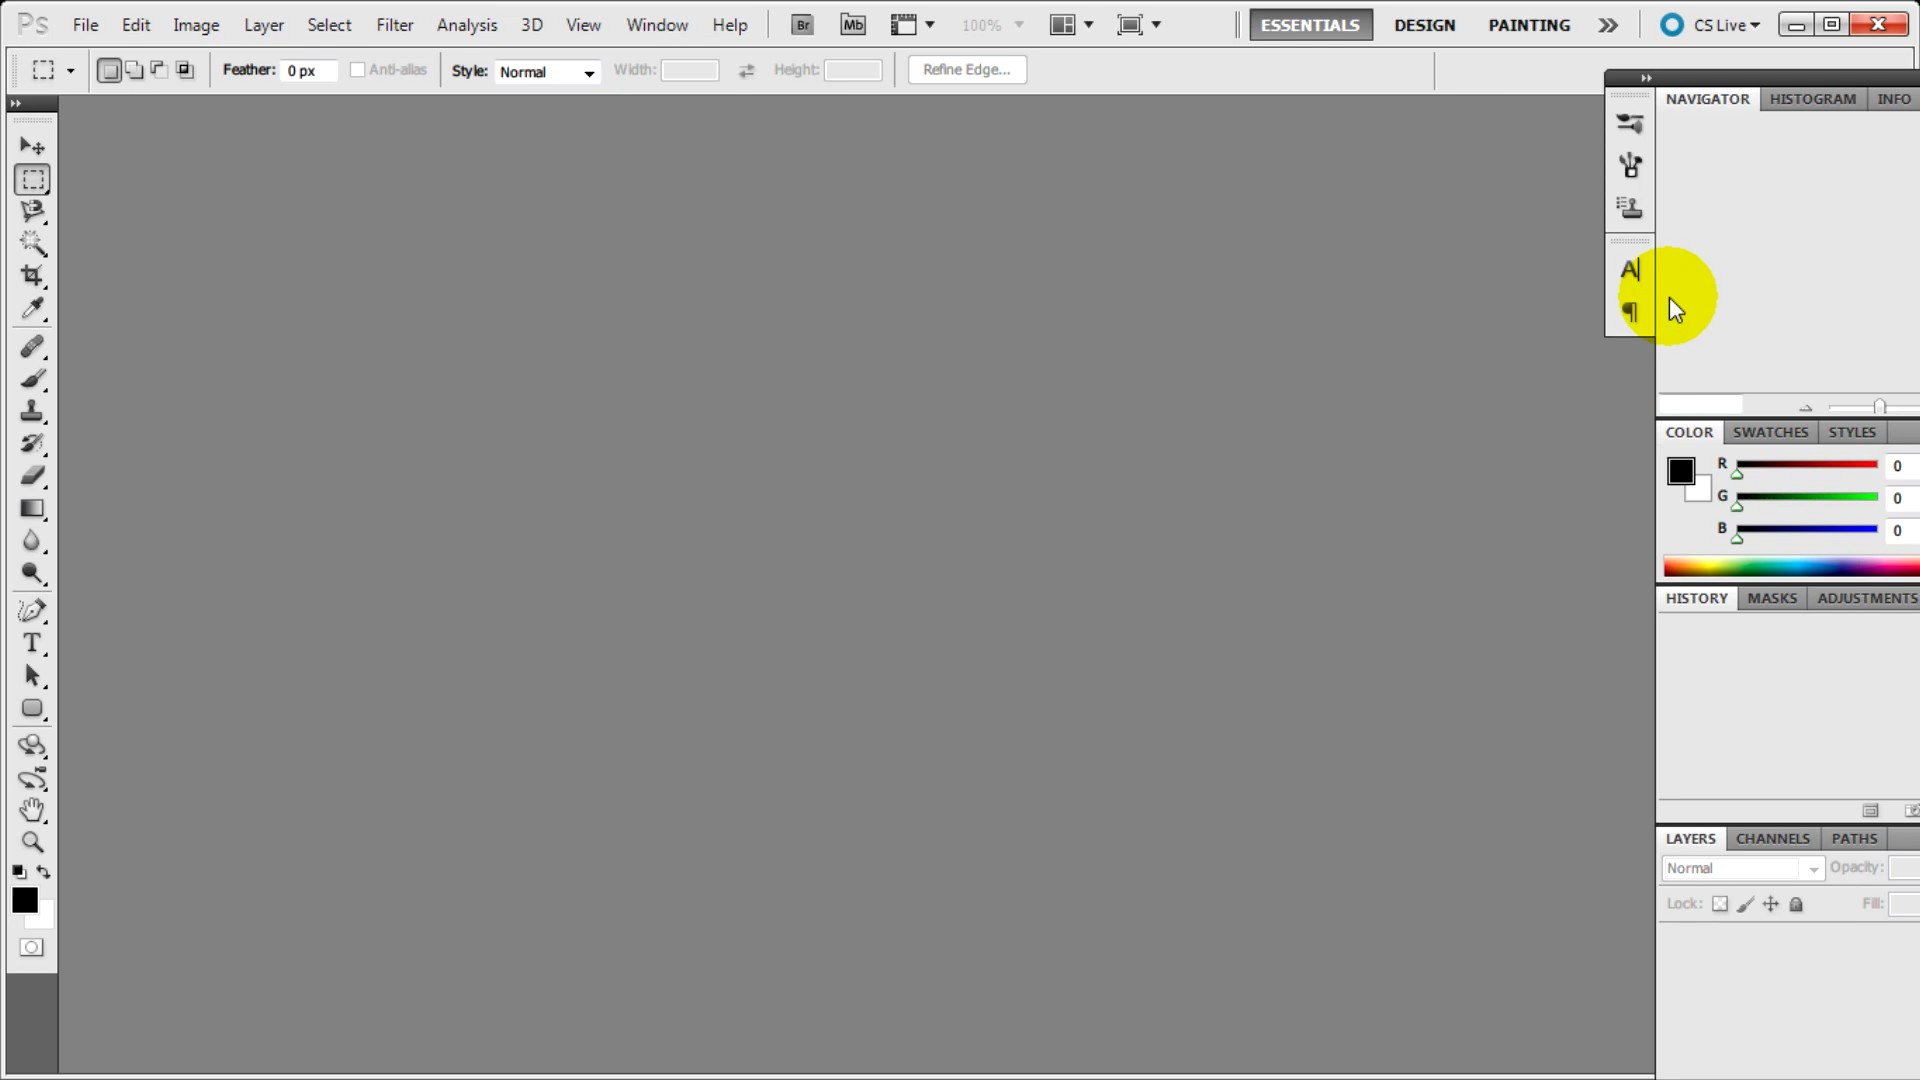 Ps File Edit Image Layer Select Filter Analysis 3D View Window Help Br Mb 100% ESSENTIALS DESIGN PAINTING CS Live
Feather: 0 px Anti-alias Style: Normal Width: Height: Refine Edge...
NAVIGATOR HISTOGRAM INFO
A
¶
COLOR SWATCHES STYLES
R 0
G 0
B 0
HISTORY MASKS ADJUSTMENTS
T
LAYERS CHANNELS PATHS
Normal Opacity:
Lock: Fill: